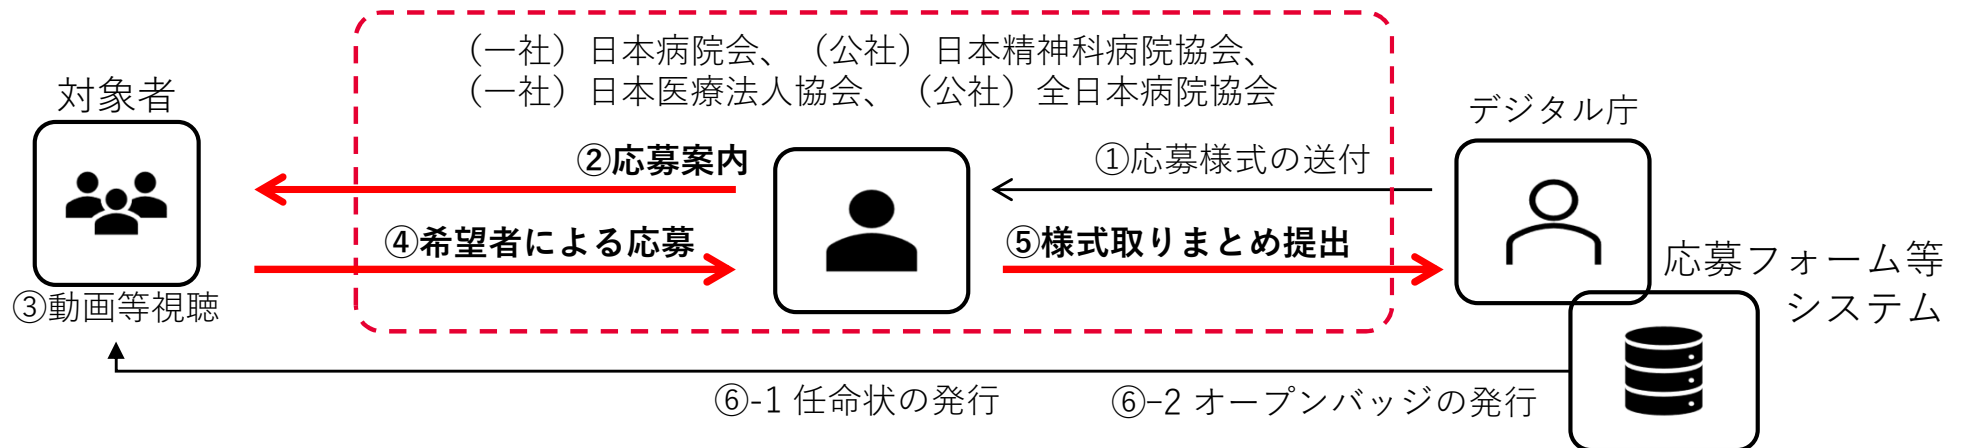 （一社）日本病院会、（公社）日本精神科病院協会、
（一社）日本医療法人協会、（公社）全日本病院協会
対象者
デジタル庁
②応募案内
①応募様式の送付
④希望者による応募
⑤様式取りまとめ提出
応募フォーム等
システム
③動画等視聴
⑥-1 任命状の発行
⑥-2 オープンバッジの発行